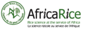 AfricaRice
Rice science at the service of Africa
La science rizicole au service de l'Afrique